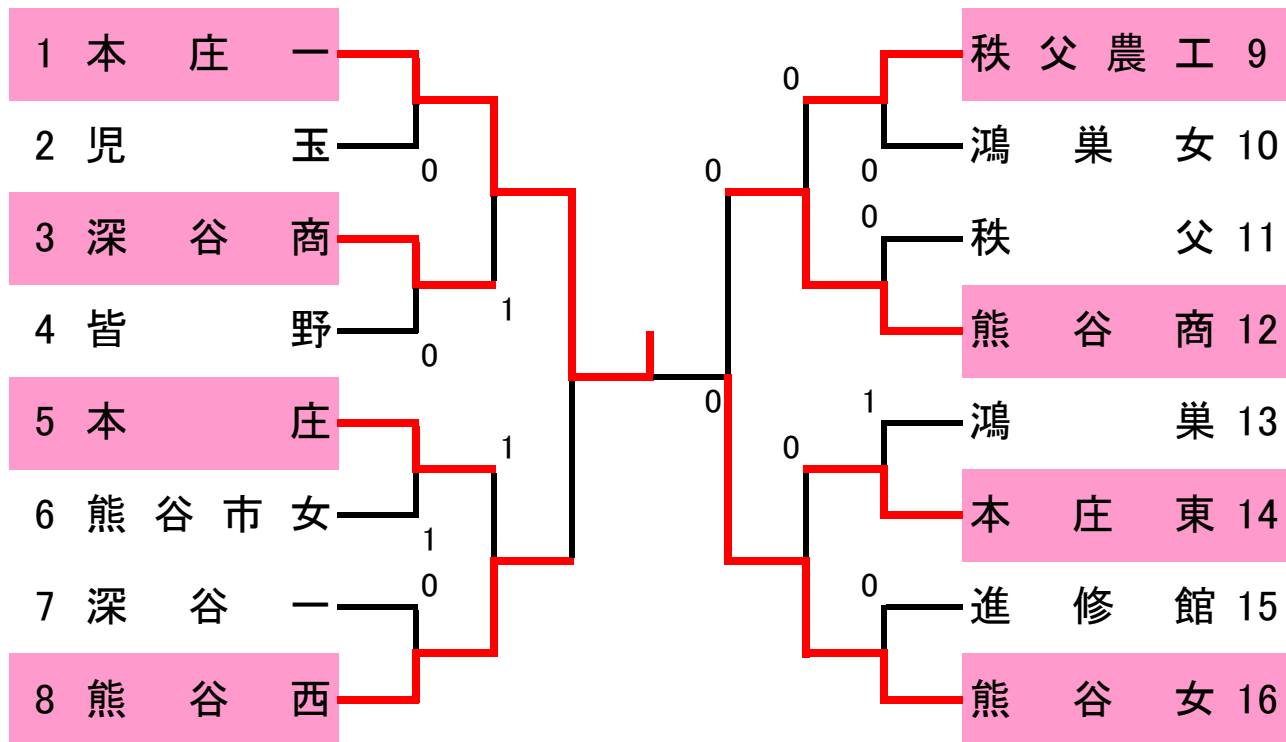 1 本庄一
2 児玉
3 深谷商
4 皆野
5 本庄
6 熊谷市女
7 深谷一
8 熊谷西
0
0
1
1
0
1
1
0
0
0
0
0
0
1
0
0
秩父農工 9
鴻巣女 10
秩父 11
熊谷商 12
鴻巣 13
本庄東 14
進修館 15
熊谷女 16